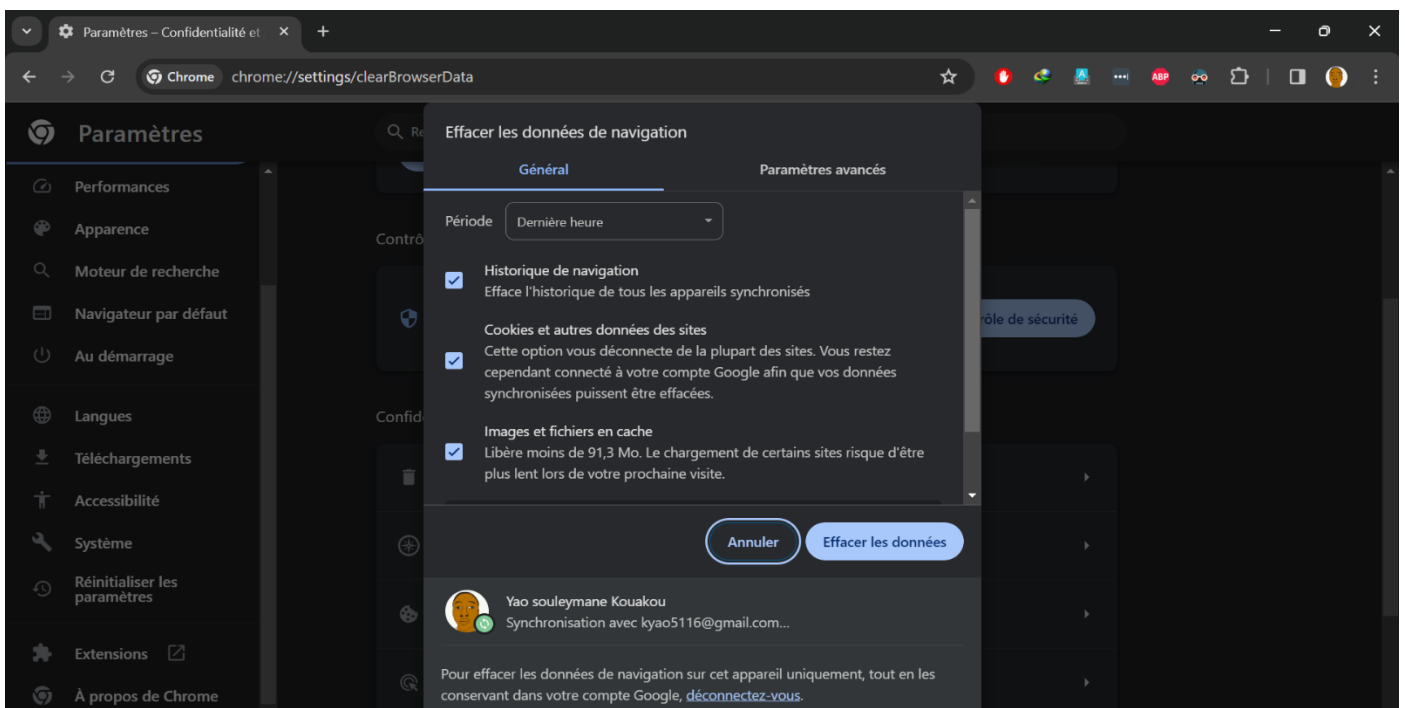 Paramètres – Confidentialité et
Chrome
chrome://settings/clearBrowserData
ABP
Paramètres
Re
Performances
Apparence
Moteur de recherche
Navigateur par défaut
Au démarrage
Langues
Téléchargements
Accessibilité
Système
Réinitialiser les
paramètres
Extensions
À propos de Chrome
Contrô
rôle de sécurité
Confid
Effacer les données de navigation
Général
Paramètres avancés
Période
Dernière heure
Historique de navigation
Efface l'historique de tous les appareils synchronisés
Cookies et autres données des sites
Cette option vous déconnecte de la plupart des sites. Vous restez
cependant connecté à votre compte Google afin que vos données
synchronisées puissent être effacées.
Images et fichiers en cache
Libère moins de 91,3 Mo. Le chargement de certains sites risque d'être
plus lent lors de votre prochaine visite.
Annuler
Effacer les données
Yao souleymane Kouakou
Synchronisation avec kyao5116@gmail.com...
Pour effacer les données de navigation sur cet appareil uniquement, tout en les
conservant dans votre compte Google, déconnectez-vous.